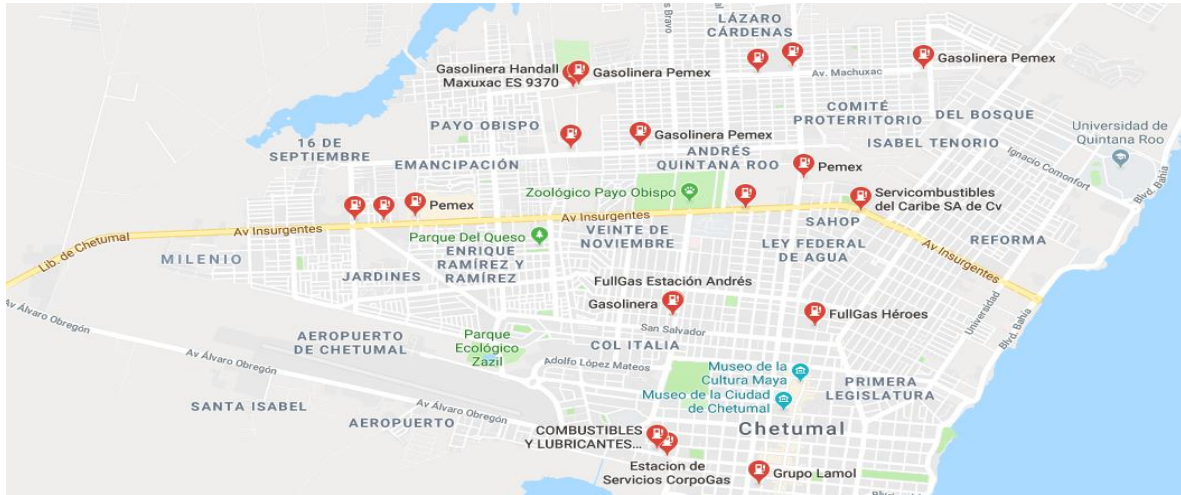 LÁZARO
CÁRDENAS
s Bravo
Gasolinera Handall
Maxuxac ES 9370
Gasolinera Pemex
Gasolinera Pemex
Av. Machuxac
COMITÉ
PROTERRITORIO
DEL BOSQUE
PAYO OBISPO
Gasolinera Pemex
16 DE
SEPTIEMBRE
EMANCIPACIÓN
ANDRÉS
QUINTANA ROO
ISABEL TENORIO
Universidad de
Quintana Roo
Ignacio Comonfort
Pemex
Blvd. Bahía
Zoológico Payo Obispo
Servicombustibles
del Caribe SA de Cv
Pemex
Av Insurgentes
Av Insurgentes
SAHOP
Parque Del Queso
VEINTE DE
NOVIEMBRE
REFORMA
Lib. de Chetumal
MILENIO
ENRIQUE
RAMÍREZ Y
RAMÍREZ
LEY FEDERAL
DE AGUA
Av Insurgentes
JARDINES
FullGas Estación Andrés
Gasolinera
FullGas Héroes
Universidad
Blvd. Bahía
Av Álvaro Obregón
San Salvador
AEROPUERTO
DE CHETUMAL
Parque
Ecológico
Zazil
COL ITALIA
Av Álvaro Obregón
Adolfo López Mateos
Museo de la
Cultura Maya
PRIMERA
LEGISLATURA
Museo de la Ciudad
de Chetumal
SANTA ISABEL
AEROPUERTO
Av Álvaro Obregón
COMBUSTIBLES
Y LUBRICANTES...
Chetumal
Estacion de
Servicios CorpoGas
Grupo Lamol